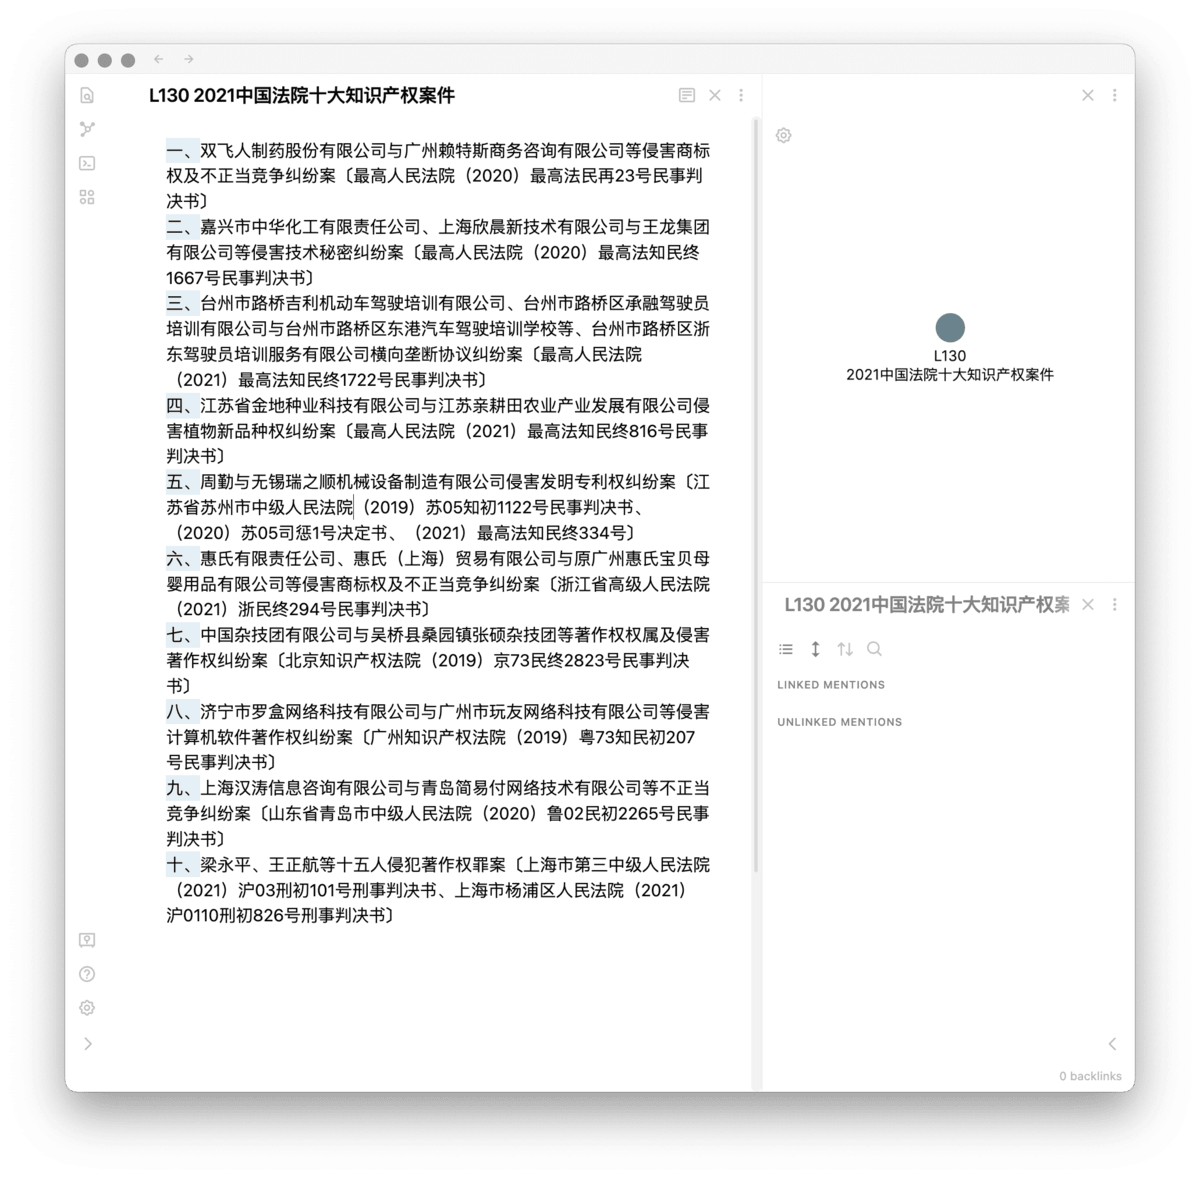 L130 2021中国法院十大知识产权案件
一、双飞人制药股份有限公司与广州赖特斯商务咨询有限公司等侵害商标
权及不正当竞争纠纷案〔最高人民法院（2020）最高法民再23号民事判
决书〕
二、嘉兴市中华化工有限责任公司、上海欣晨新技术有限公司与王龙集团
有限公司等侵害技术秘密纠纷案〔最高人民法院（2020）最高法知民终
1667号民事判决书〕
三、台州市路桥吉利机动车驾驶培训有限公司、台州市路桥区承融驾驶员
培训有限公司与台州市路桥区东港汽车驾驶培训学校等、台州市路桥区浙
东驾驶员培训服务有限公司横向垄断协议纠纷案〔最高人民法院
（2021）最高法知民终1722号民事判决书〕
四、江苏省金地种业科技有限公司与江苏亲耕田农业产业发展有限公司侵
害植物新品种权纠纷案〔最高人民法院（2021）最高法知民终816号民事
判决书〕
五、周勤与无锡瑞之顺机械设备制造有限公司侵害发明专利权纠纷案〔江
苏省苏州市中级人民法院（2019）苏05知初1122号民事判决书、
（2020）苏05司惩1号决定书、（2021）最高法知民终334号〕
六、惠氏有限责任公司、惠氏（上海）贸易有限公司与原广州惠氏宝贝母
婴用品有限公司等侵害商标权及不正当竞争纠纷案〔浙江省高级人民法院
（2021）浙民终294号民事判决书〕
七、中国杂技团有限公司与吴桥县桑园镇张硕杂技团等著作权权属及侵害
著作权纠纷案〔北京知识产权法院（2019）京73民终2823号民事判决
书〕
八、济宁市罗盒网络科技有限公司与广州市玩友网络科技有限公司等侵害
计算机软件著作权纠纷案〔广州知识产权法院（2019）粤73知民初207
号民事判决书〕
九、上海汉涛信息咨询有限公司与青岛简易付网络技术有限公司等不正当
竞争纠纷案〔山东省青岛市中级人民法院（2020）鲁02民初2265号民事
判决书〕
十、梁永平、王正航等十五人侵犯著作权罪案〔上海市第三中级人民法院
（2021）沪03刑初101号刑事判决书、上海市杨浦区人民法院（2021）
沪0110刑初826号刑事判决书〕
L130
2021中国法院十大知识产权案件
L130 2021中国法院十大知识产权案
LINKED MENTIONS
UNLINKED MENTIONS
0 backlinks